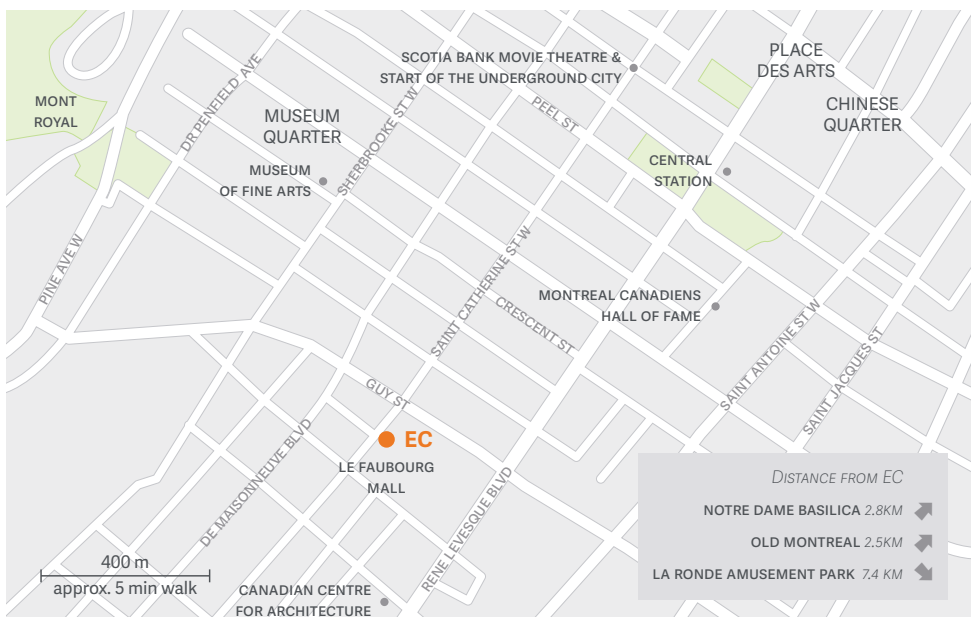 SCOTIA BANK MOVIE THEATRE &
START OF THE UNDERGROUND CITY
PLACE
DES ARTS
MONT
ROYAL
DR PENFIELD AVE
MUSEUM
QUARTER
SHERBROOKE ST W
PEEL ST
CHINESE
QUARTER
MUSEUM
OF FINE ARTS
CENTRAL
STATION
PINE AVE W
SAINT CATHERINE ST W
CRESCENT ST
MONTREAL CANADIENS
HALL OF FAME
SAINT ANTOINE ST W
SAINT JACQUES ST
GUY ST
EC
LE FAUBOURG
MALL
DE MAISONNEUVE BLVD
RENE LEVESQUE BLVD
DISTANCE FROM EC
NOTRE DAME BASILICA 2.8KM
OLD MONTREAL 2.5KM
LA RONDE AMUSEMENT PARK 7.4 KM
400 m
approx. 5 min walk
CANADIAN CENTRE
FOR ARCHITECTURE